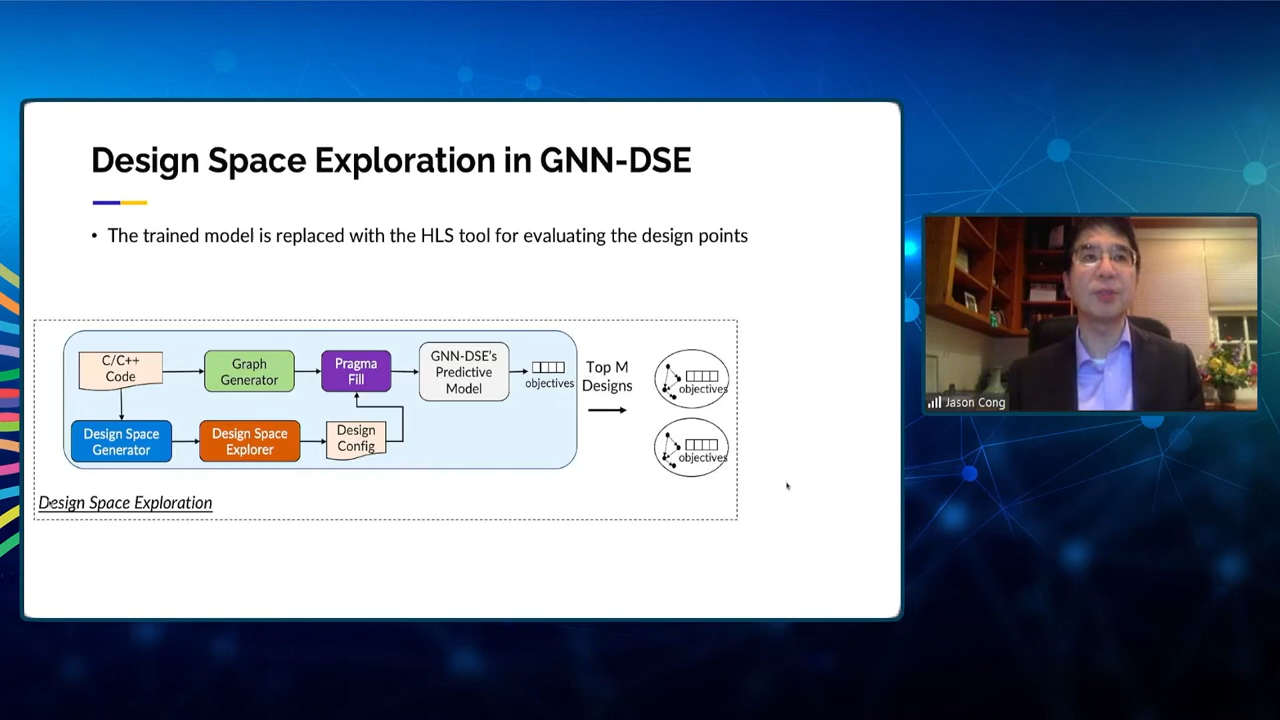 Design Space Exploration in GNN-DSE
• The trained model is replaced with the HLS tool for evaluating the design points
C/C++
Code
Graph
Generator
Pragma
Fill
GNN-DSE's
Predictive
Model
objectives
Top M
Designs
objectives
Design Space
Generator
Design Space
Explorer
Design
Config
objectives
Design Space Exploration
Jason Cong